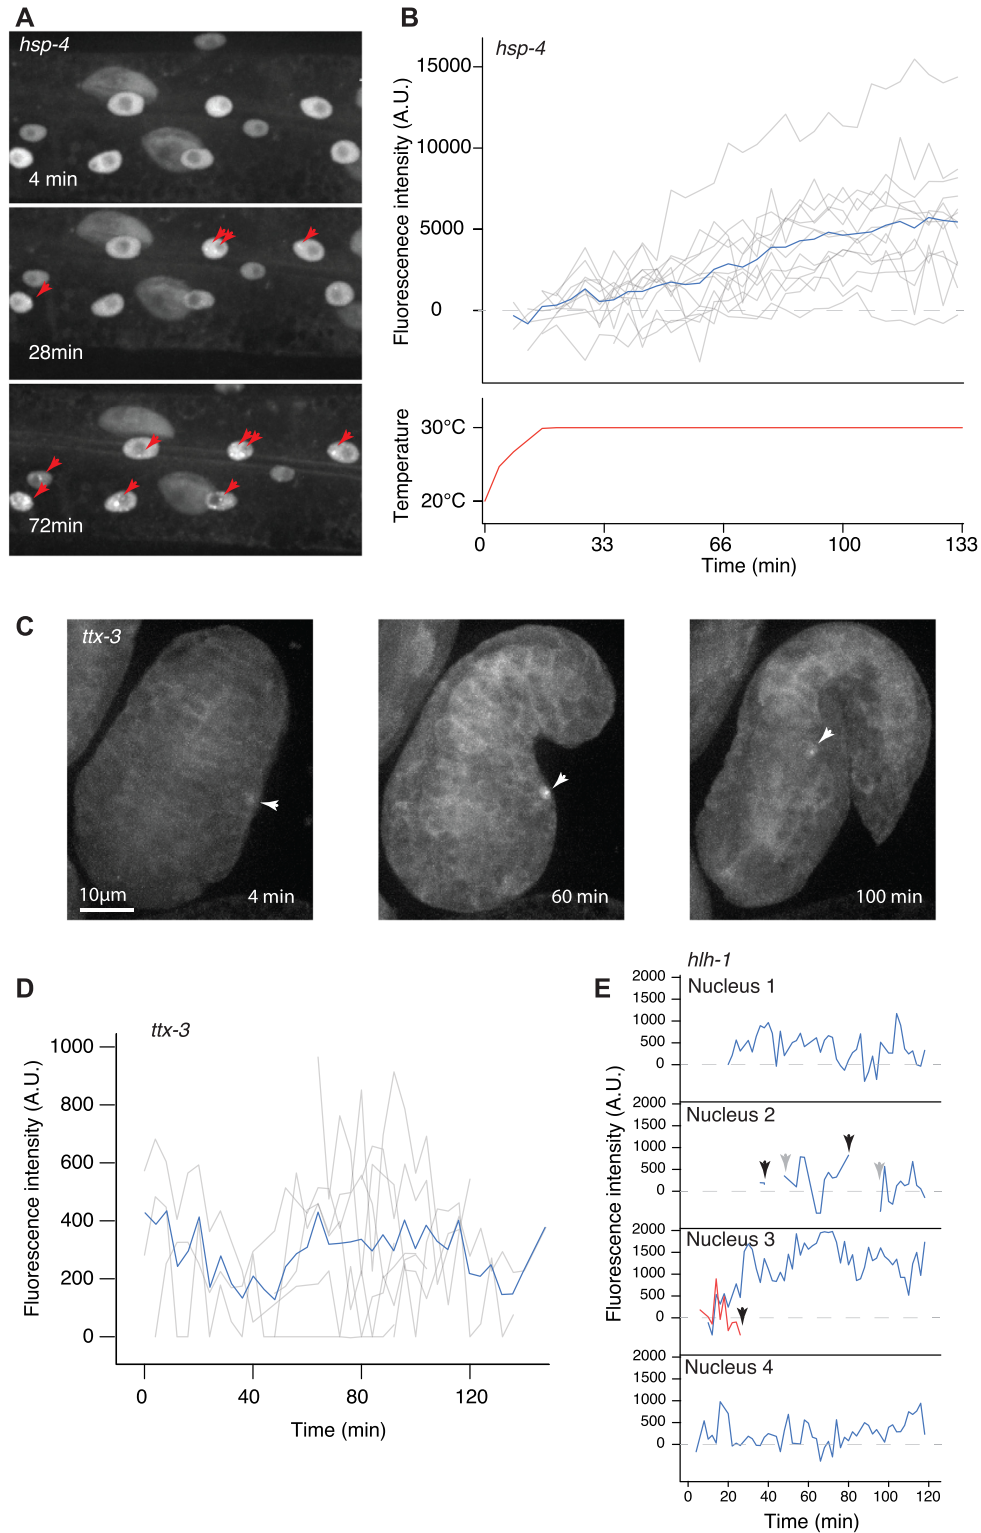 A
hsp-4
4 min
28min
72min
B
hsp-4
Fluorescenece intensity (A.U.)
15000
10000
5000
0
Temperature
30°C
20°C
0 33 66 100 133
Time (min)
C
ttx-3
10µm
4 min
60 min
100 min
D
ttx-3
Fluorescence intensity (A.U.)
1000
800
600
400
200
0
0 40 80 120
Time (min)
E
hlh-1
Fluorescence intensity (A.U.)
Nucleus 1
2000
1500
1000
500
0
Nucleus 2
2000
1500
1000
500
0
Nucleus 3
2000
1500
1000
500
0
Nucleus 4
2000
1500
1000
500
0
0 20 40 60 80 100 120
Time (min)